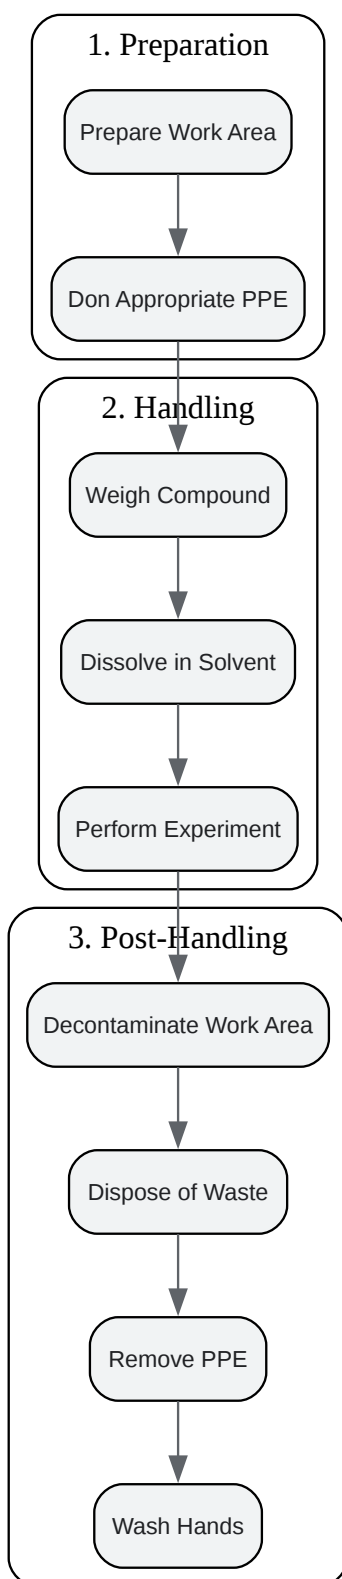 1. Preparation
Prepare Work Area
Don Appropriate PPE
2. Handling
Weigh Compound
Dissolve in Solvent
Perform Experiment
3. Post-Handling
Decontaminate Work Area
Dispose of Waste
Remove PPE
Wash Hands